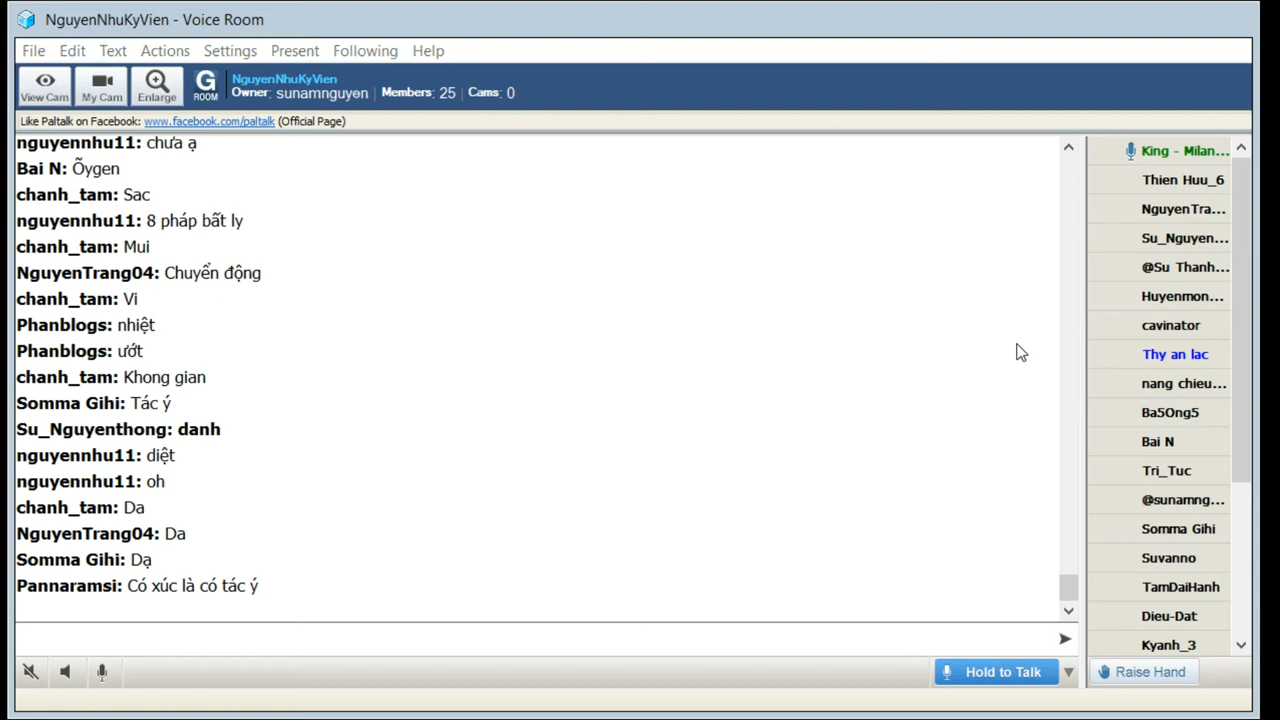 NguyenNhuKyVien - Voice Room
File Edit Text Actions Settings Present Following Help
View Cam
My Cam
Enlarge
G ROOM
NguyenNhuKyVien
Owner: sunamnguyen | Members: 25 | Cams: 0
Like Paltalk on Facebook: www.facebook.com/paltalk (Official Page)
nguyennhu11: chưa ạ
Bai N: Õygen
chanh_tam: Sac
nguyennhu11: 8 pháp bất ly
chanh_tam: Mui
NguyenTrang04: Chuyển động
chanh_tam: Vi
Phanblogs: nhiệt
Phanblogs: ướt
chanh_tam: Khong gian
Somma Gihi: Tác ý
Su_Nguyenthong: danh
nguyennhu11: diệt
nguyennhu11: oh
chanh_tam: Da
NguyenTrang04: Da
Somma Gihi: Dạ
Pannaramsi: Có xúc là có tác ý
King - Milan...
Thien Huu_6
NguyenTra...
Su_Nguyen...
@Su Thanh...
Huyenmon...
cavinator
Thy an lac
nang chieu...
Ba5Ong5
Bai N
Tri_Tuc
@sunamng...
Somma Gihi
Suvanno
TamDaiHanh
Dieu-Dat
Kyanh_3
Hold to Talk
Raise Hand